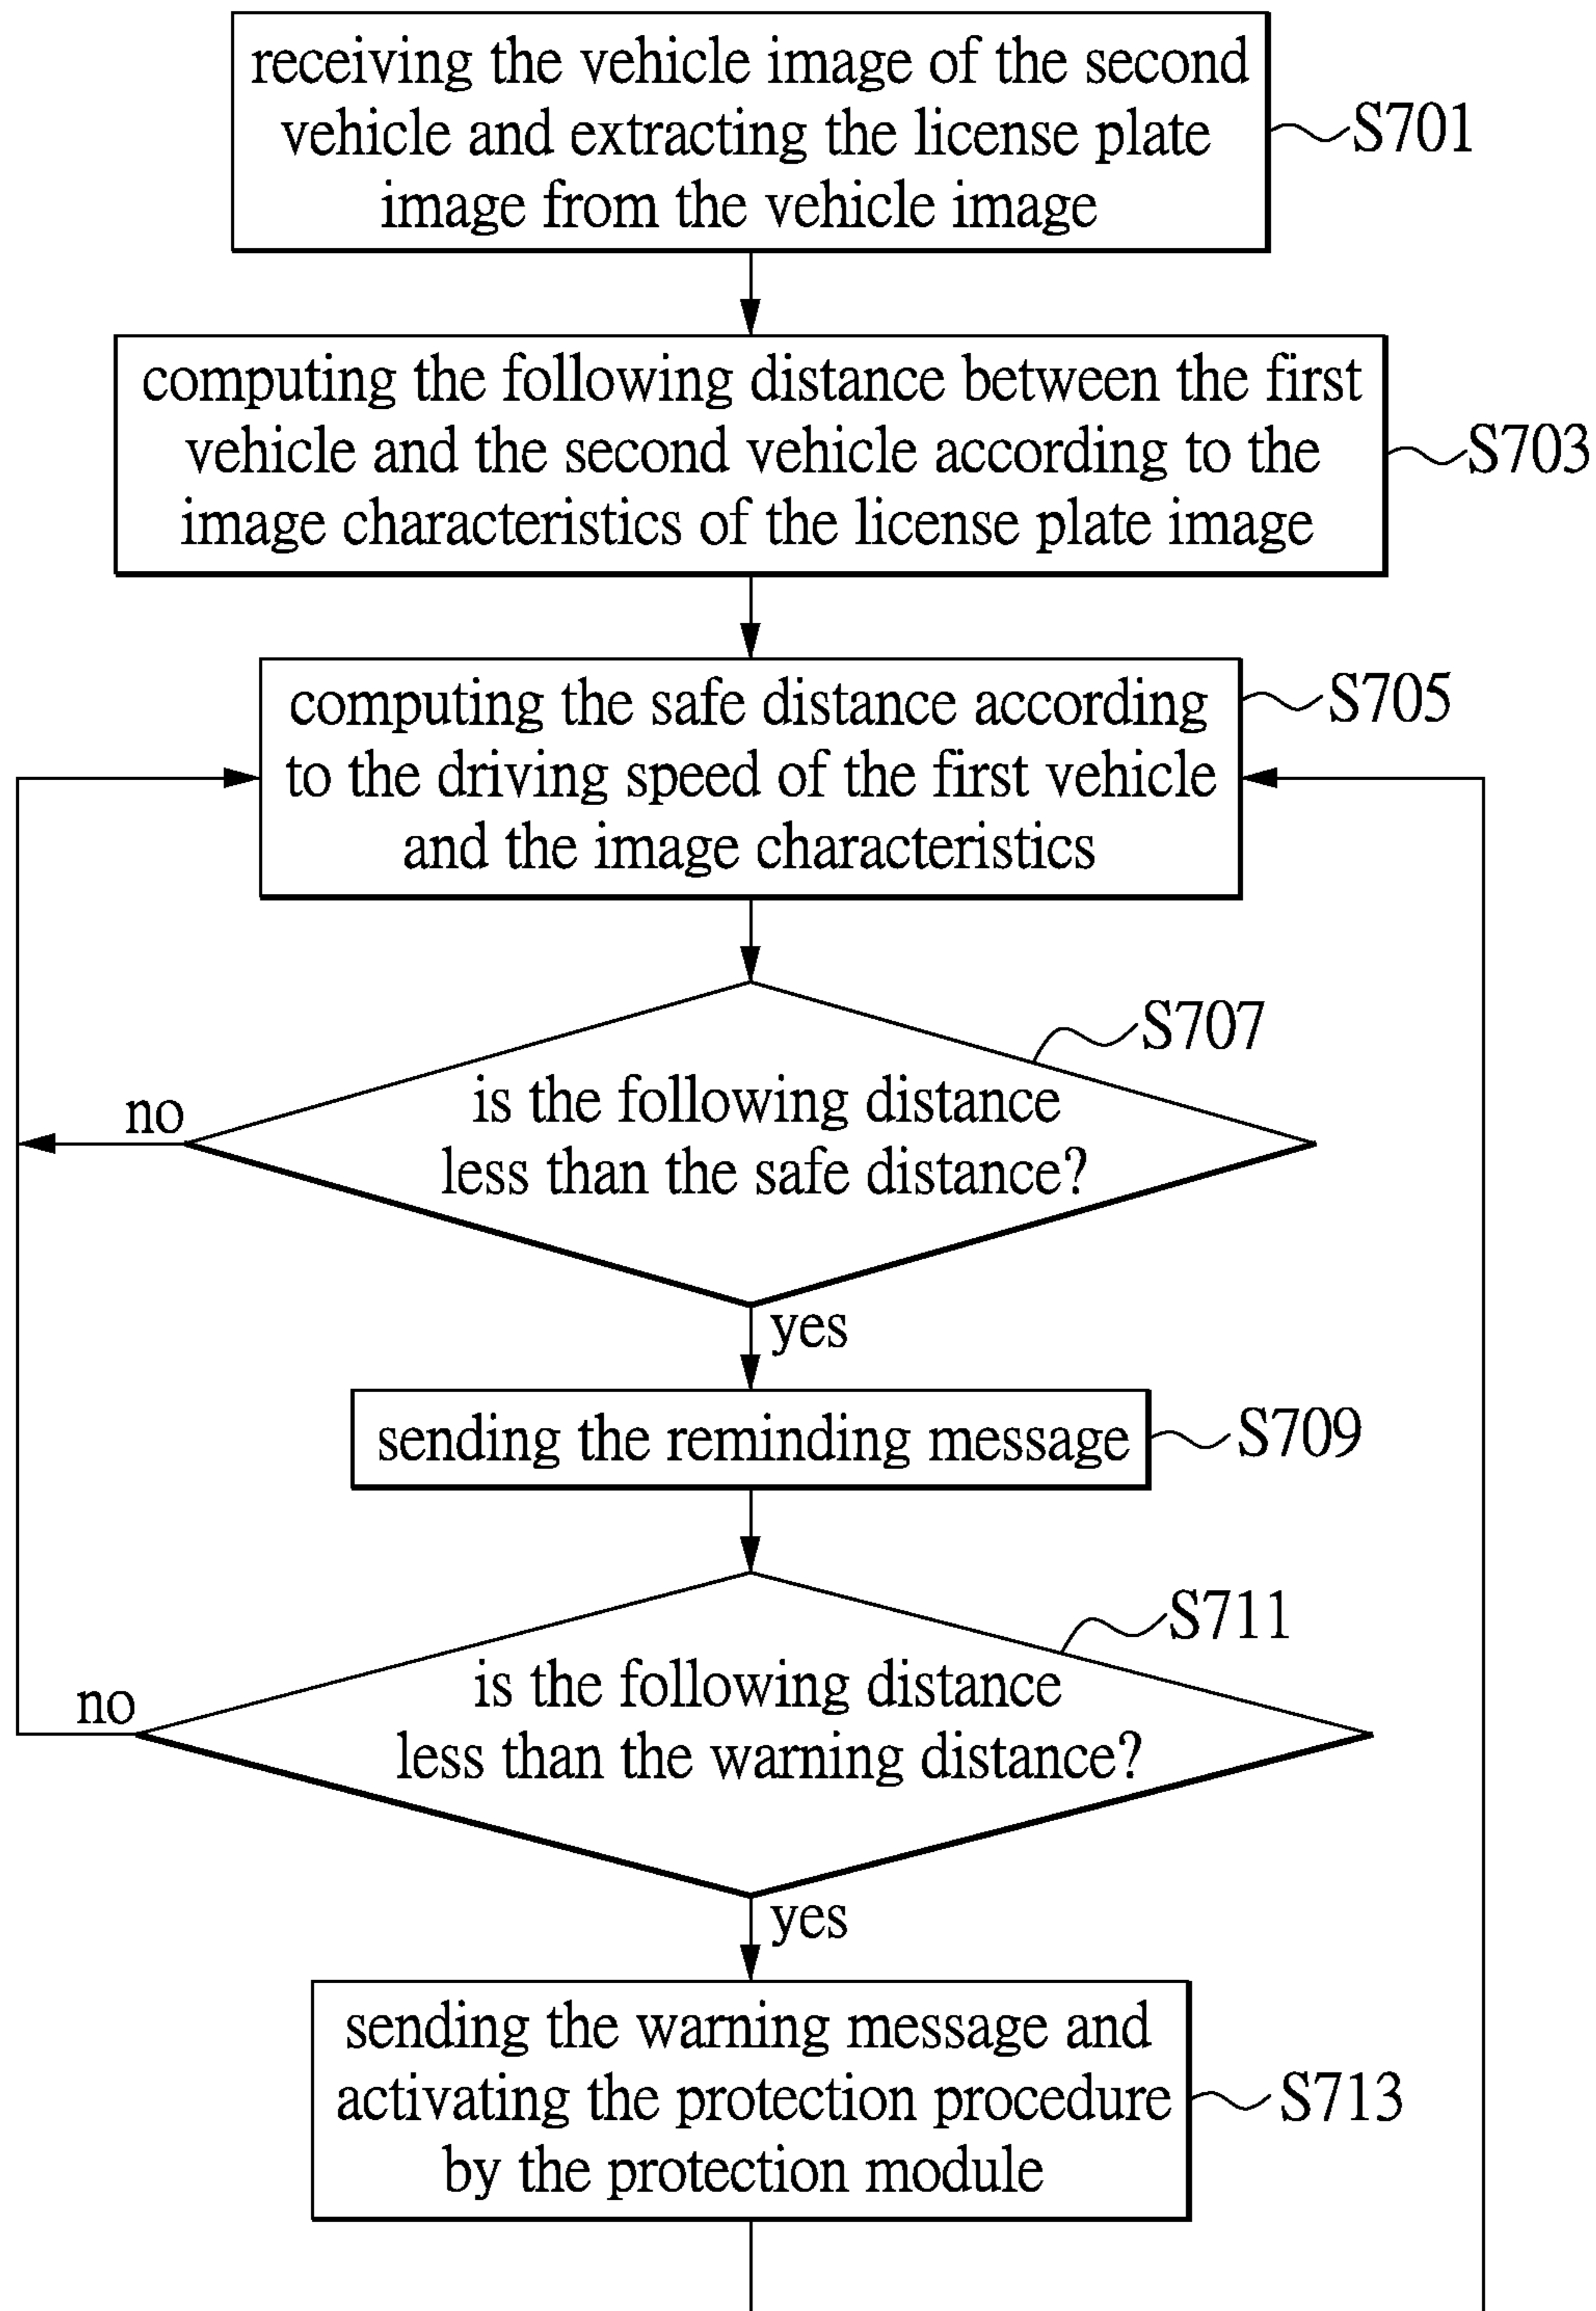 receiving the vehicle image of the second
vehicle and extracting the license plate
image from the vehicle image
S701
computing the following distance between the first
vehicle and the second vehicle according to the
image characteristics of the license plate image
S703
computing the safe distance according
to the driving speed of the first vehicle
and the image characteristics
S705
S707
is the following distance
less than the safe distance?
no
yes
sending the reminding message
S709
S711
is the following distance
less than the warning distance?
no
yes
sending the warning message and
activating the protection procedure
by the protection module
S713